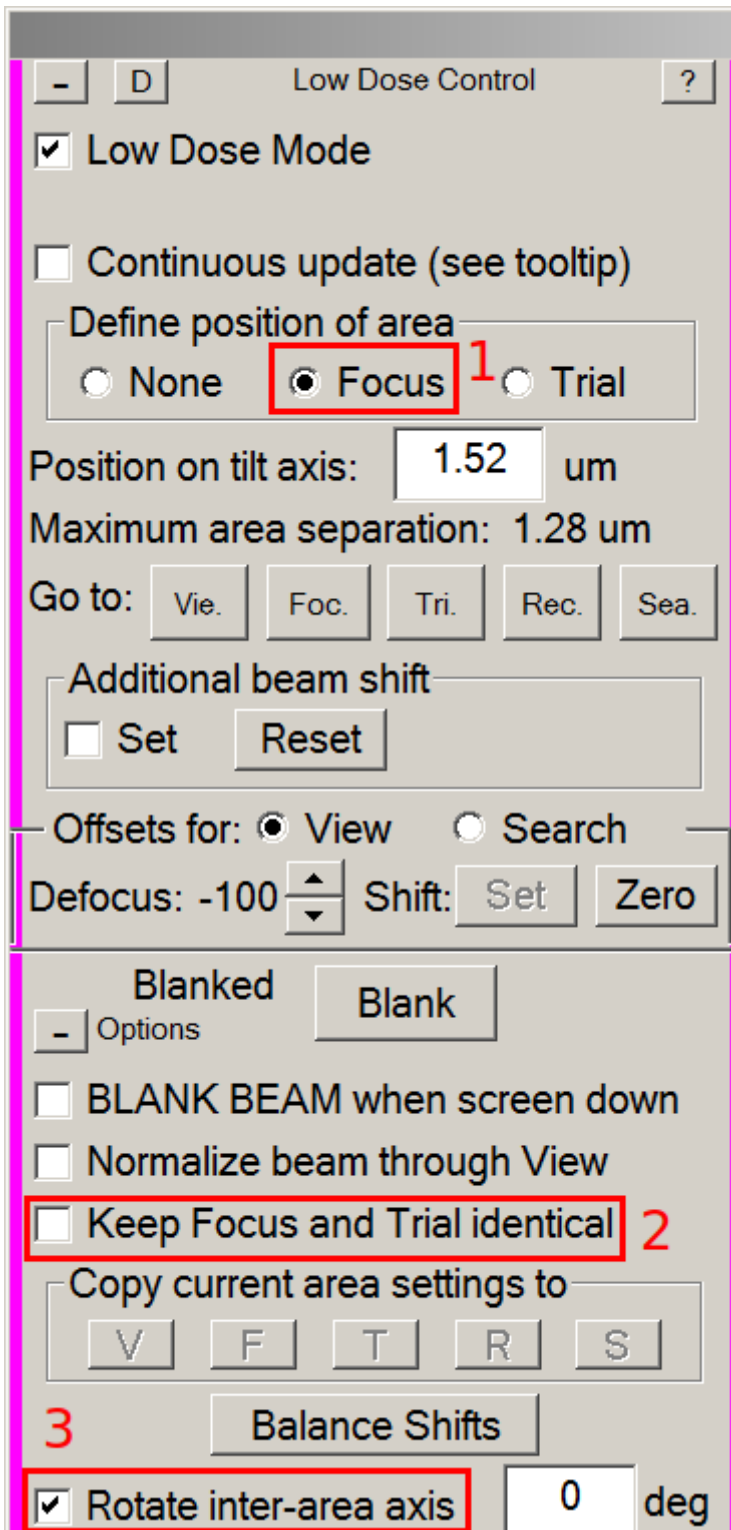 - D Low Dose Control ?
Low Dose Mode
Continuous update (see tooltip)
Define position of area
None Focus 1 Trial
Position on tilt axis: 1.52 um
Maximum area separation: 1.28 um
Go to: Vie. Foc. Tri. Rec. Sea.
Additional beam shift
Set Reset
Offsets for: View Search
Defocus: -100 Shift: Set Zero
Blanked Blank
- Options
BLANK BEAM when screen down
Normalize beam through View
Keep Focus and Trial identical 2
Copy current area settings to
V F T R S
3 Balance Shifts
Rotate inter-area axis 0 deg